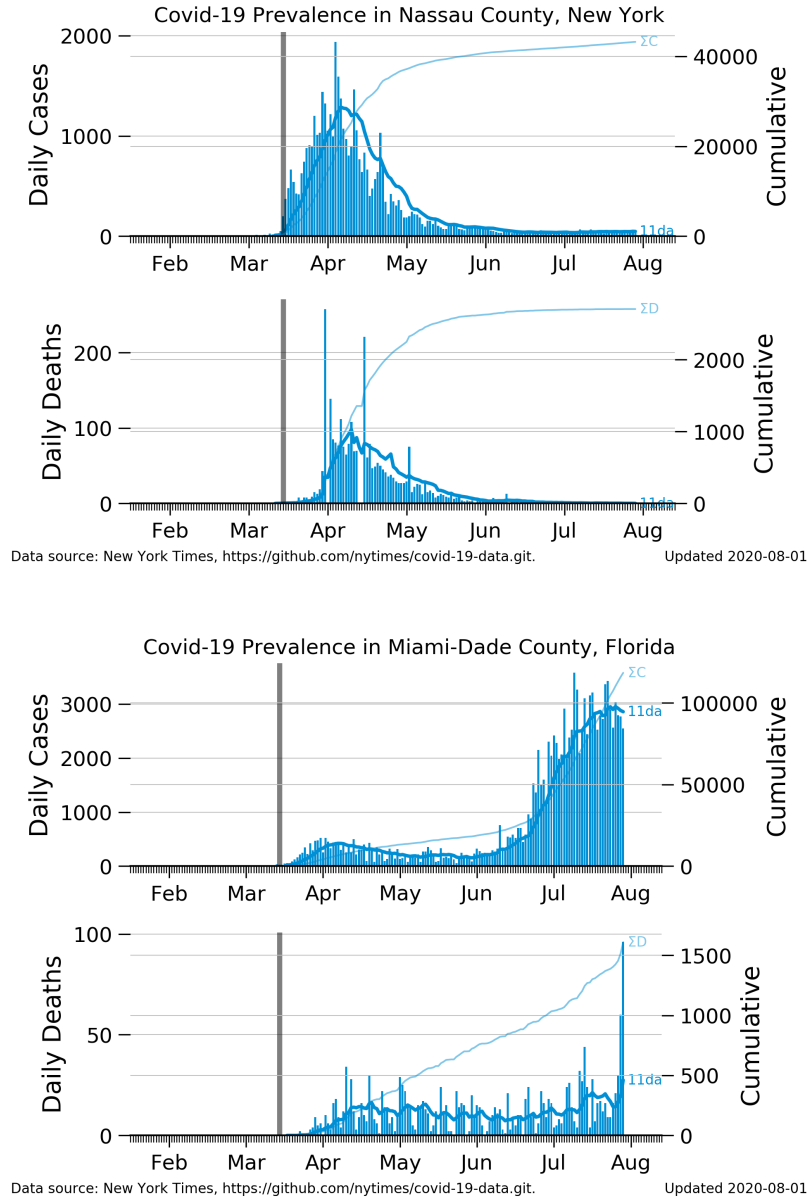 Covid-19 Prevalence in Nassau County, New York
2000
1000
0
Daily Cases
ΣC
11da
40000
20000
0
Cumulative
Feb Mar Apr May Jun Jul Aug
200
100
0
Daily Deaths
ΣD
11da
2000
1000
0
Cumulative
Feb Mar Apr May Jun Jul Aug
Data source: New York Times, https://github.com/nytimes/covid-19-data.git. Updated 2020-08-01
Covid-19 Prevalence in Miami-Dade County, Florida
3000
2000
1000
0
Daily Cases
ΣC
11da
100000
50000
0
Cumulative
Feb Mar Apr May Jun Jul Aug
100
50
0
Daily Deaths
ΣD
11da
1500
1000
500
0
Cumulative
Feb Mar Apr May Jun Jul Aug
Data source: New York Times, https://github.com/nytimes/covid-19-data.git. Updated 2020-08-01